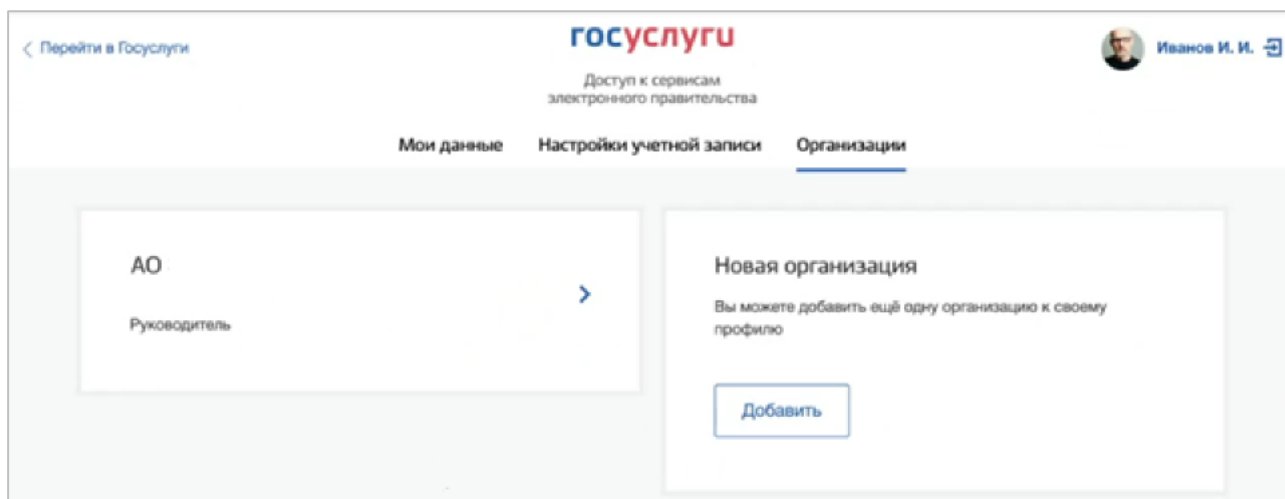 Перейти в Госуслуги
госуслуги
Иванов И. И.
Доступ к сервисам
электронного правительства
Мои данные Настройки учетной записи Организации
АО
Руководитель
Новая организация
Вы можете добавить ещё одну организацию к своему
профилю
Добавить